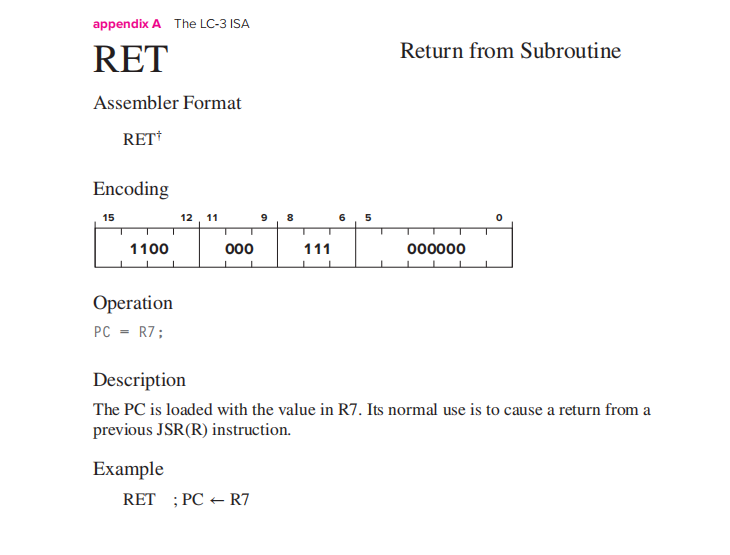 appendix A The LC-3 ISA
RET
Return from Subroutine
Assembler Format
RET†
Encoding
15 12 11 9 8 6 5 0
1100 000 111 000000
Operation
PC = R7;
Description
The PC is loaded with the value in R7. Its normal use is to cause a return from a
previous JSR(R) instruction.
Example
RET ; PC ← R7